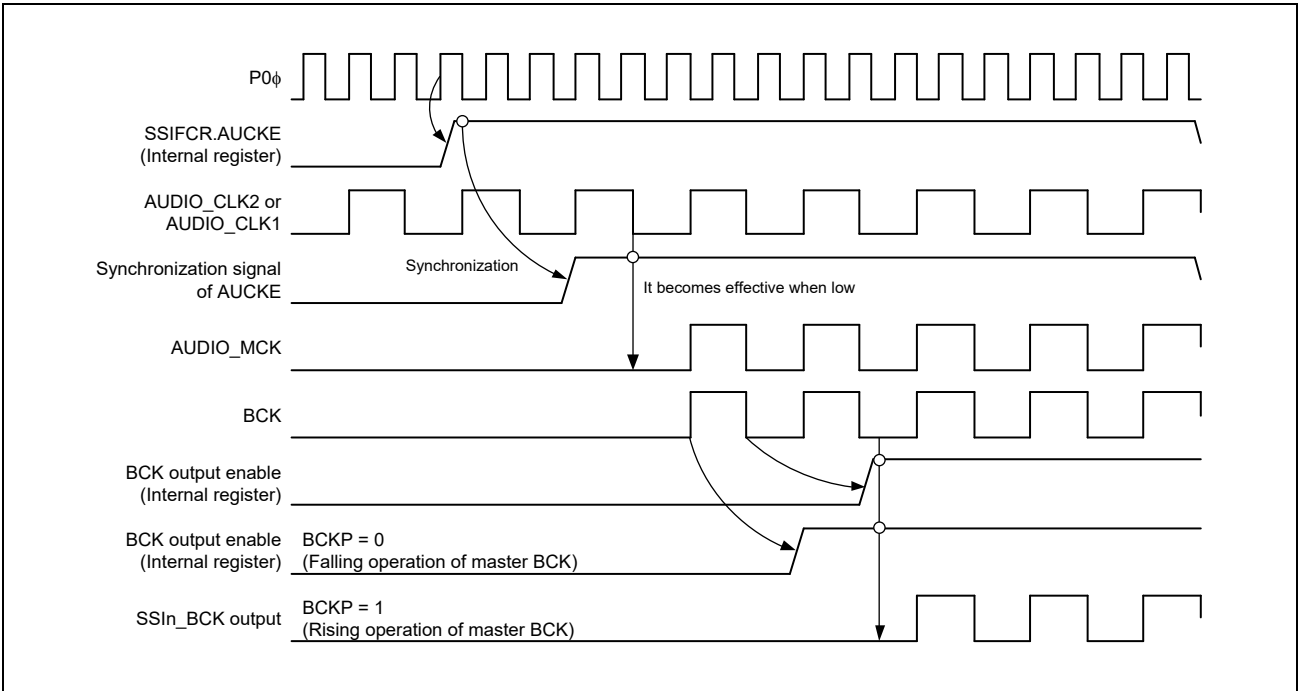 P0ϕ
SSIFCR.AUCKE
(Internal register)
AUDIO_CLK2 or
AUDIO_CLK1
Synchronization signal
of AUCKE
Synchronization
It becomes effective when low
AUDIO_MCK
BCK
BCK output enable
(Internal register)
BCK output enable
(Internal register)
BCKP = 0
(Falling operation of master BCK)
SSIn_BCK output
BCKP = 1
(Rising operation of master BCK)